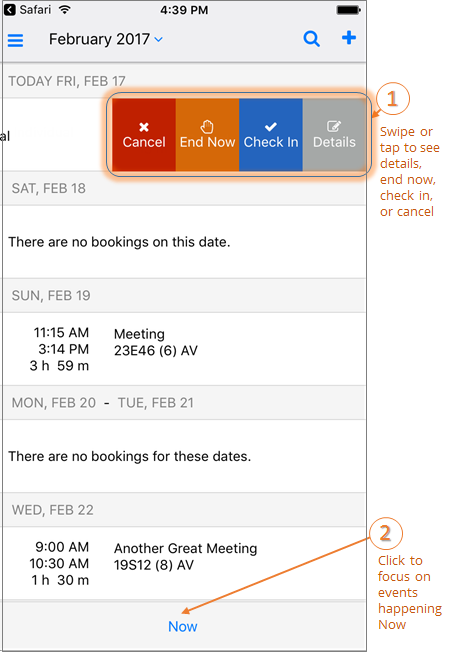 Safari 4:39 PM
February 2017
TODAY FRI, FEB 17
al
Cancel End Now Check In Details
1
Swipe or
tap to see
details,
end now,
check in,
or cancel
SAT, FEB 18
There are no bookings on this date.
SUN, FEB 19
11:15 AM Meeting
3:14 PM 23E46 (6) AV
3 h 59 m
MON, FEB 20 - TUE, FEB 21
There are no bookings for these dates.
WED, FEB 22
9:00 AM Another Great Meeting
10:30 AM 19S12 (8) AV
1 h 30 m
2
Click to
focus on
events
happening
Now
Now